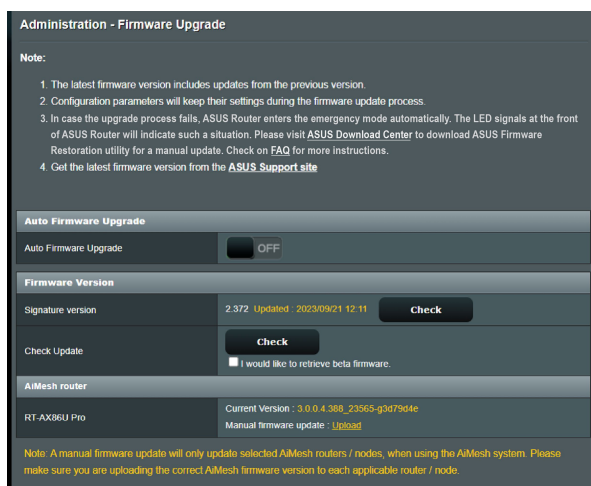 Administration - Firmware Upgrade
Note:
1. The latest firmware version includes updates from the previous version.
2. Configuration parameters will keep their settings during the firmware update process.
3. In case the upgrade process fails, ASUS Router enters the emergency mode automatically. The LED signals at the front
of ASUS Router will indicate such a situation. Please visit ASUS Download Center to download ASUS Firmware
Restoration utility for a manual update. Check on FAQ for more instructions.
4. Get the latest firmware version from the ASUS Support site
Auto Firmware Upgrade
Auto Firmware Upgrade OFF
Firmware Version
Signature version 2.372 Updated : 2023/09/21 12:11 Check
Check Update Check
I would like to retrieve beta firmware.
AiMesh router
RT-AX86U Pro Current Version : 3.0.0.4.388_23565-g3d79d4e
Manual firmware update : Upload
Note: A manual firmware update will only update selected AiMesh routers / nodes, when using the AiMesh system. Please
make sure you are uploading the correct AiMesh firmware version to each applicable router / node.